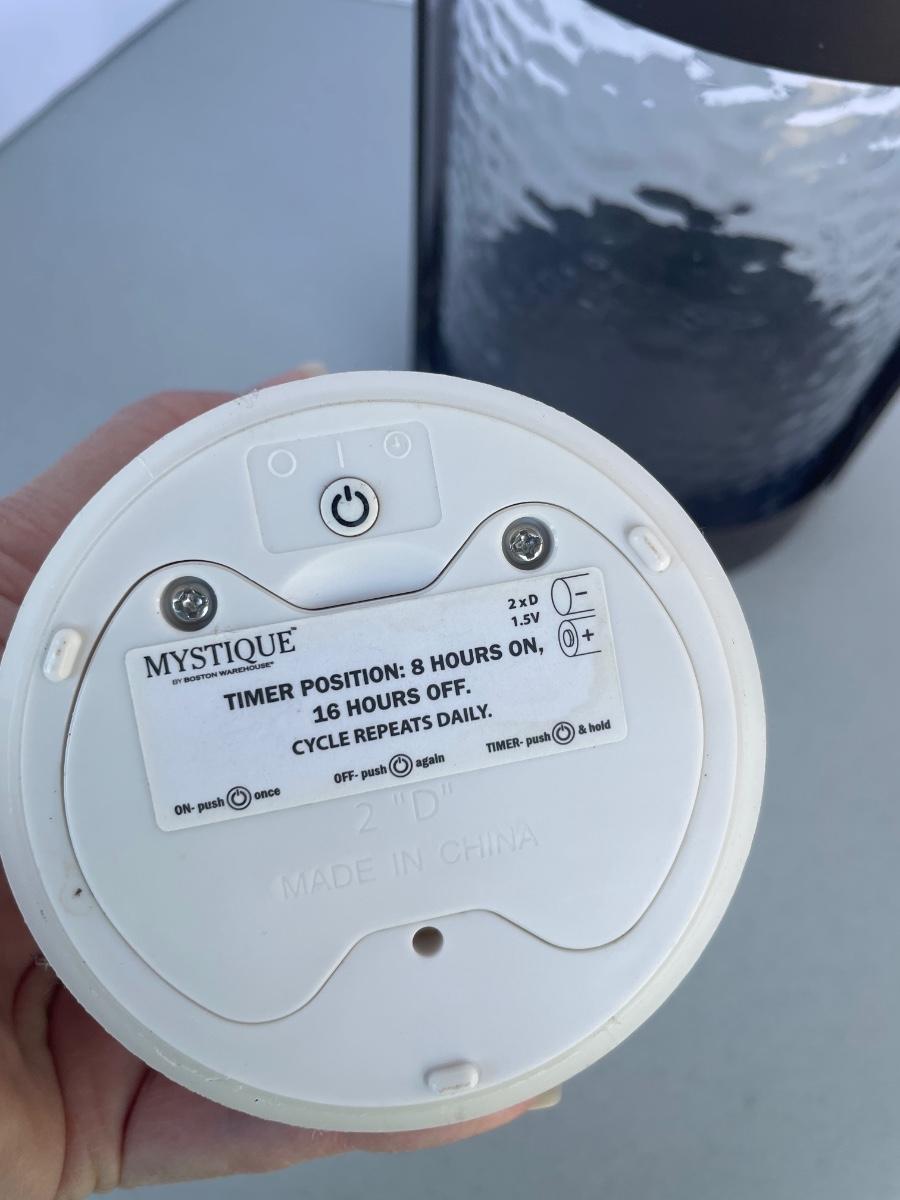 MYSTIQUE™
BY BOSTON WAREHOUSE®
2 x D
1.5V
−
+
TIMER POSITION: 8 HOURS ON,
16 HOURS OFF.
CYCLE REPEATS DAILY.
ON- push once
OFF- push again
TIMER- push & hold
2 "D"
MADE IN CHINA